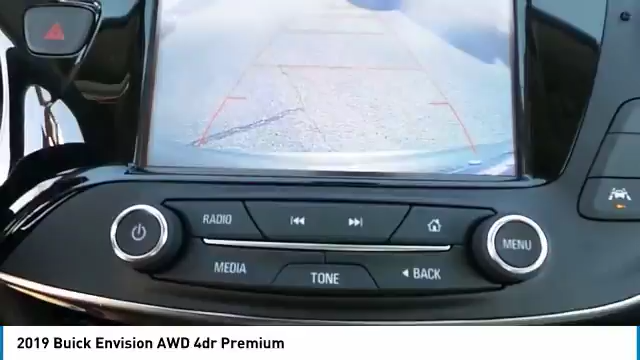 RADIO
MENU
MEDIA
TONE
BACK
2019 Buick Envision AWD 4dr Premium